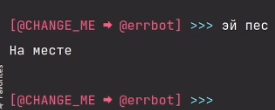 [@CHANGE_ME ➡ @errbot] >>> эй пес
На месте
[@CHANGE_ME ➡ @errbot] >>>